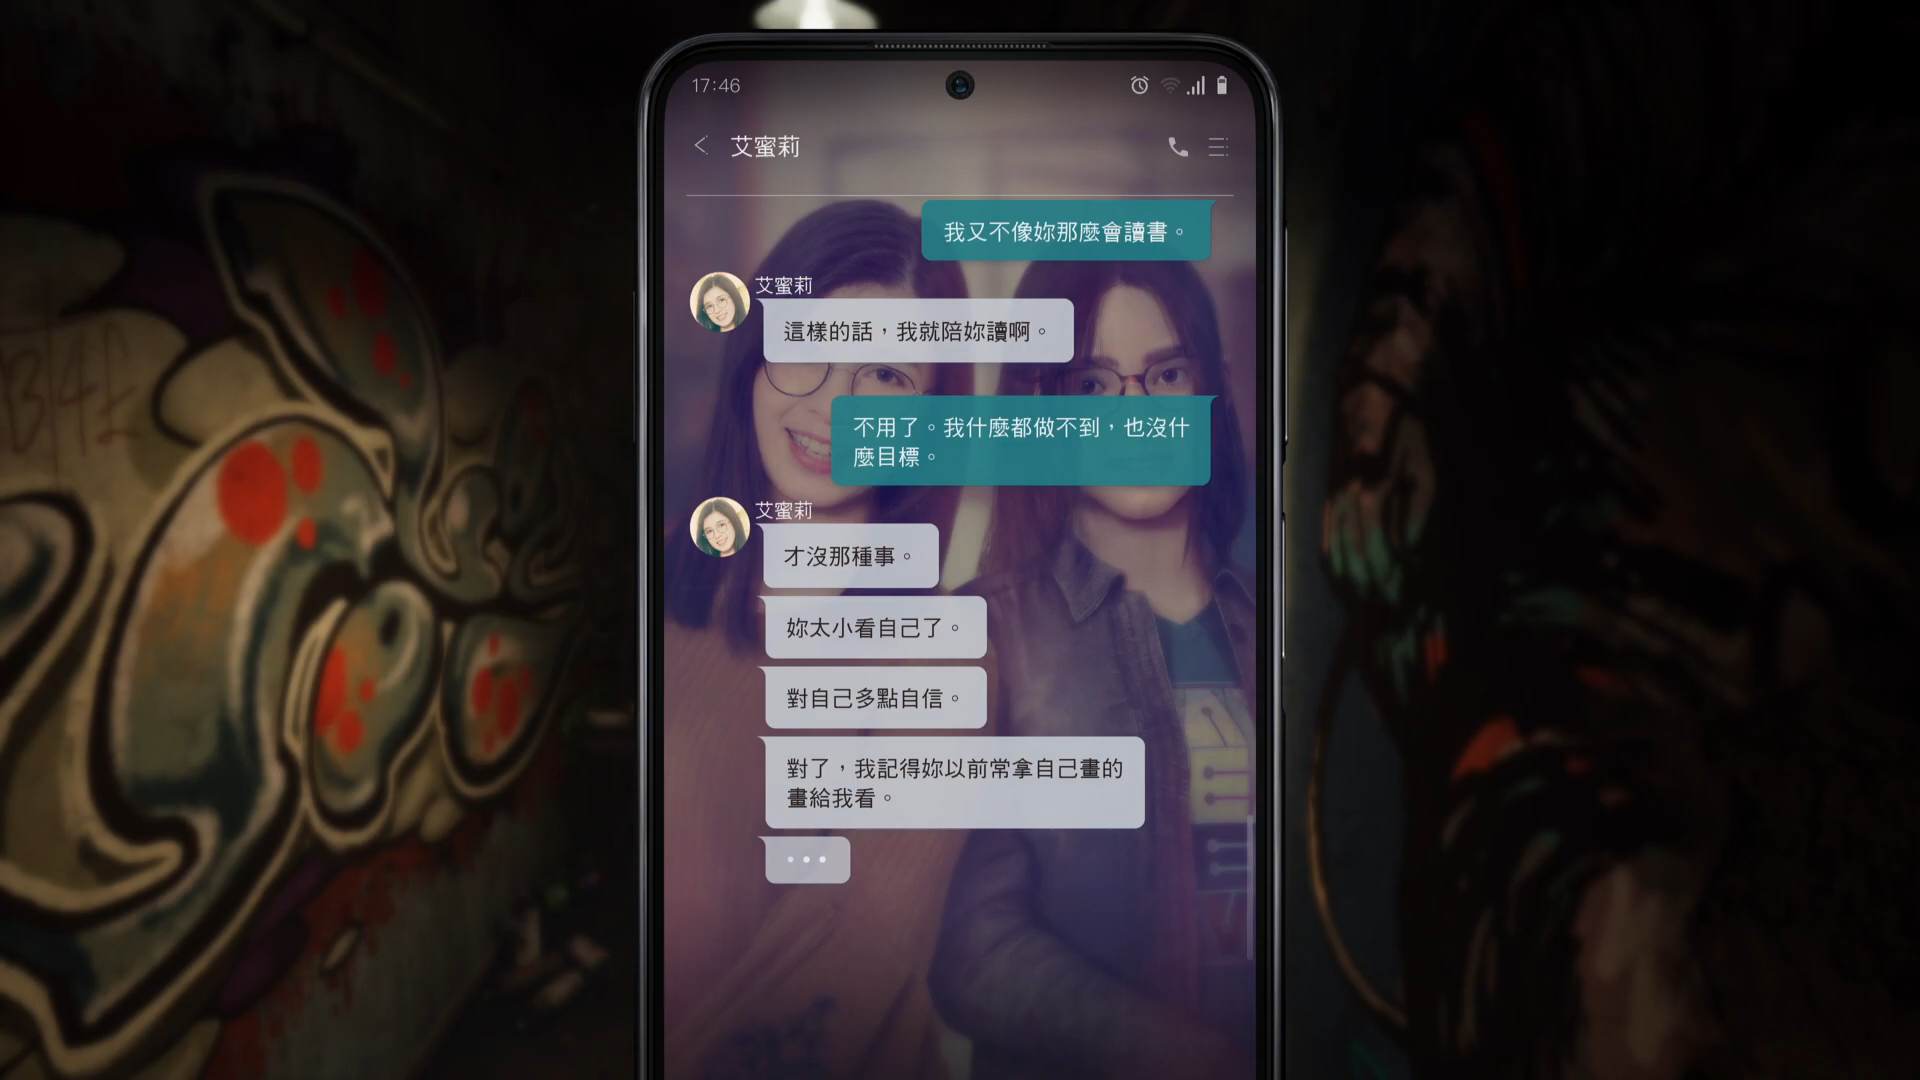 17:46
艾蜜莉
我又不像妳那麼會讀書。
艾蜜莉
這樣的話，我就陪妳讀啊。
不用了。我什麼都做不到，也沒什
麼目標。
艾蜜莉
才沒那種事。
妳太小看自己了。
對自己多點自信。
對了，我記得妳以前常拿自己畫的
畫給我看。